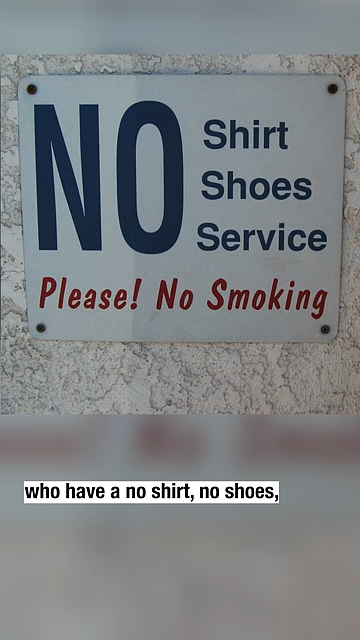 NO Shirt
Shoes
Service
Please! No Smoking
who have a no shirt, no shoes,